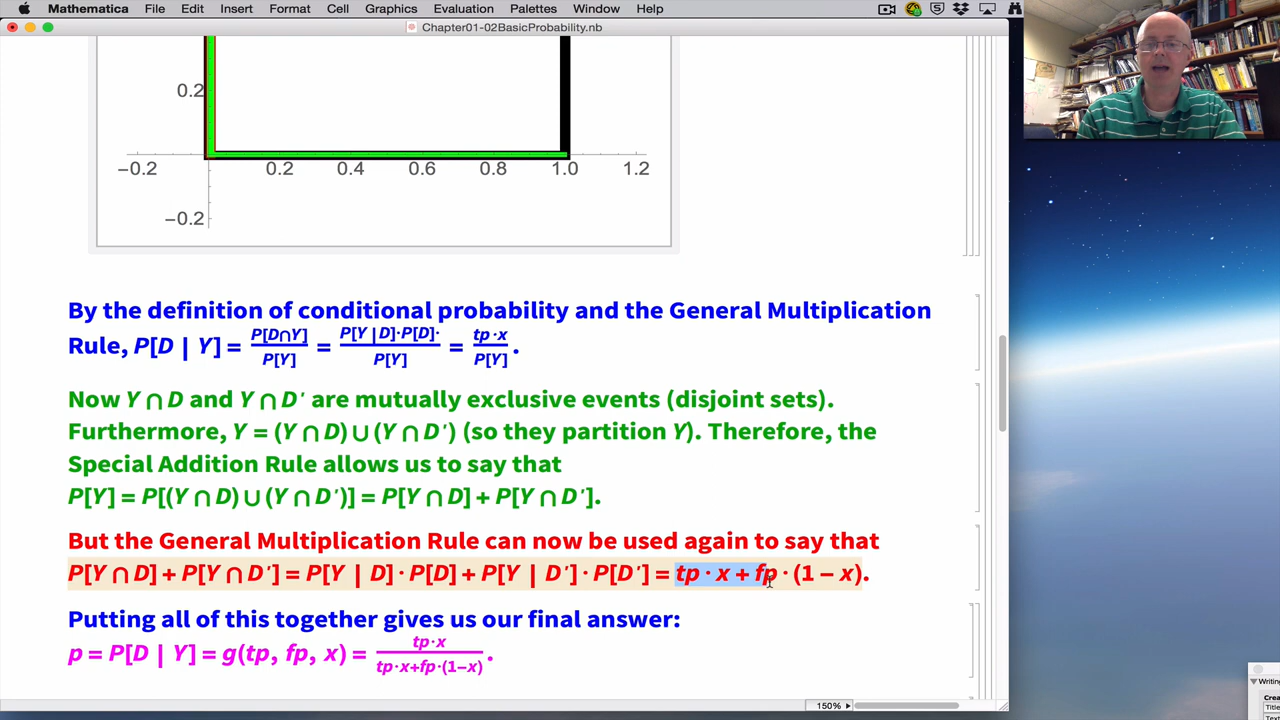 Mathematica File Edit Insert Format Cell Graphics Evaluation Palettes Window Help
Chapter01-02BasicProbability.nb
0.2
−0.2 0.2 0.4 0.6 0.8 1.0 1.2
−0.2
By the definition of conditional probability and the General Multiplication
Rule, P[D | Y] = P[D∩Y]/P[Y] = P[Y | D]·P[D]·/P[Y] = tp·x/P[Y].
Now Y ∩ D and Y ∩ D′ are mutually exclusive events (disjoint sets).
Furthermore, Y = (Y ∩ D) ∪ (Y ∩ D′) (so they partition Y). Therefore, the
Special Addition Rule allows us to say that
P[Y] = P[(Y ∩ D) ∪ (Y ∩ D′)] = P[Y ∩ D] + P[Y ∩ D′].
But the General Multiplication Rule can now be used again to say that
P[Y ∩ D] + P[Y ∩ D′] = P[Y | D] · P[D] + P[Y | D′] · P[D′] = tp · x + fp · (1 − x).
Putting all of this together gives us our final answer:
p = P[D | Y] = g(tp, fp, x) = tp·x/tp·x+fp·(1−x).
150%
Writing
Crea
Title
Text